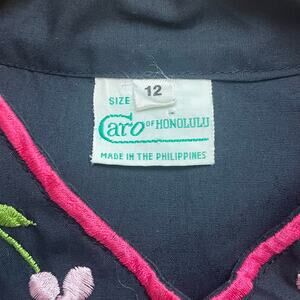 SIZE 12
Caro OF HONOLULU
MADE IN THE PHILIPPINES